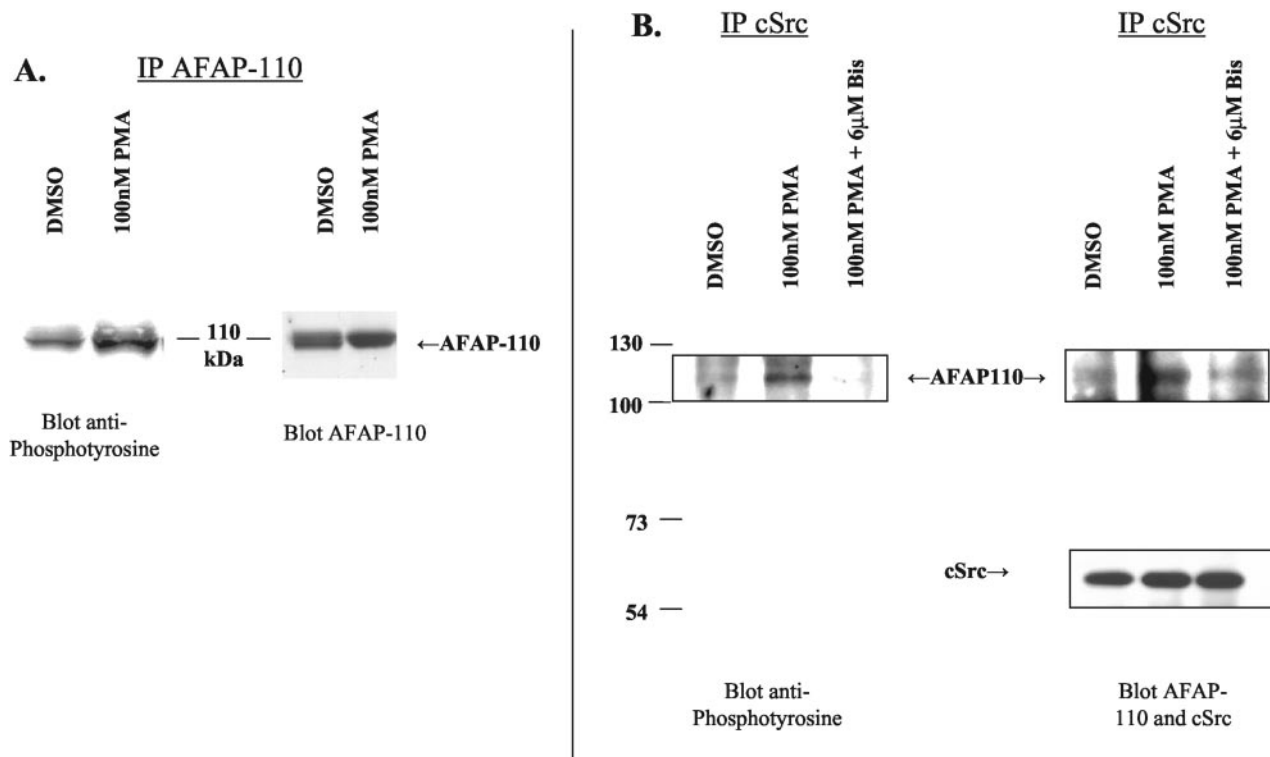 A.
IP AFAP-110
DMSO
100nM PMA
DMSO
100nM PMA
— 110 —
kDa
←AFAP-110
Blot anti-
Phosphotyrosine
Blot AFAP-110
B.
IP cSrc
IP cSrc
DMSO
100nM PMA
100nM PMA + 6μM Bis
DMSO
100nM PMA
100nM PMA + 6μM Bis
130 —
←AFAP110→
100 —
73 —
cSrc→
54 —
Blot anti-
Phosphotyrosine
Blot AFAP-
110 and cSrc